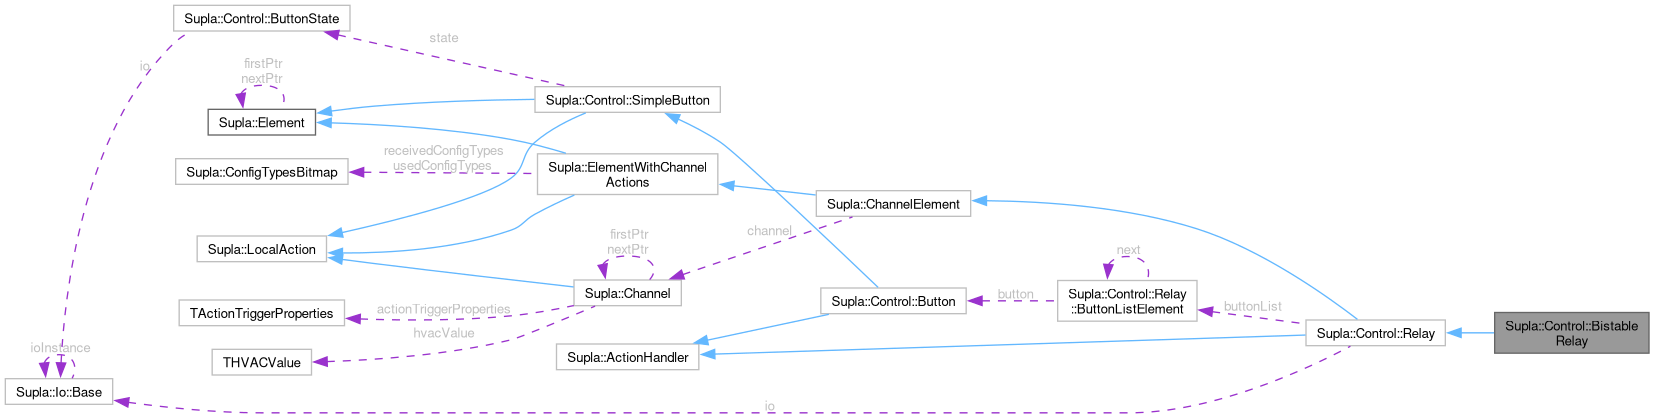 Supla::Control::ButtonState
state
io
firstPtr
nextPtr
Supla::Control::SimpleButton
Supla::Element
receivedConfigTypes
usedConfigTypes
Supla::ElementWithChannel
Actions
Supla::ConfigTypesBitmap
Supla::ChannelElement
channel
Supla::LocalAction
firstPtr
nextPtr
next
Supla::Channel
Supla::Control::Button
button
Supla::Control::Relay
::ButtonListElement
buttonList
TActionTriggerProperties
actionTriggerProperties
hvacValue
Supla::Control::Relay
Supla::Control::Bistable
Relay
ioInstance
THVACValue
Supla::ActionHandler
Supla::Io::Base
io